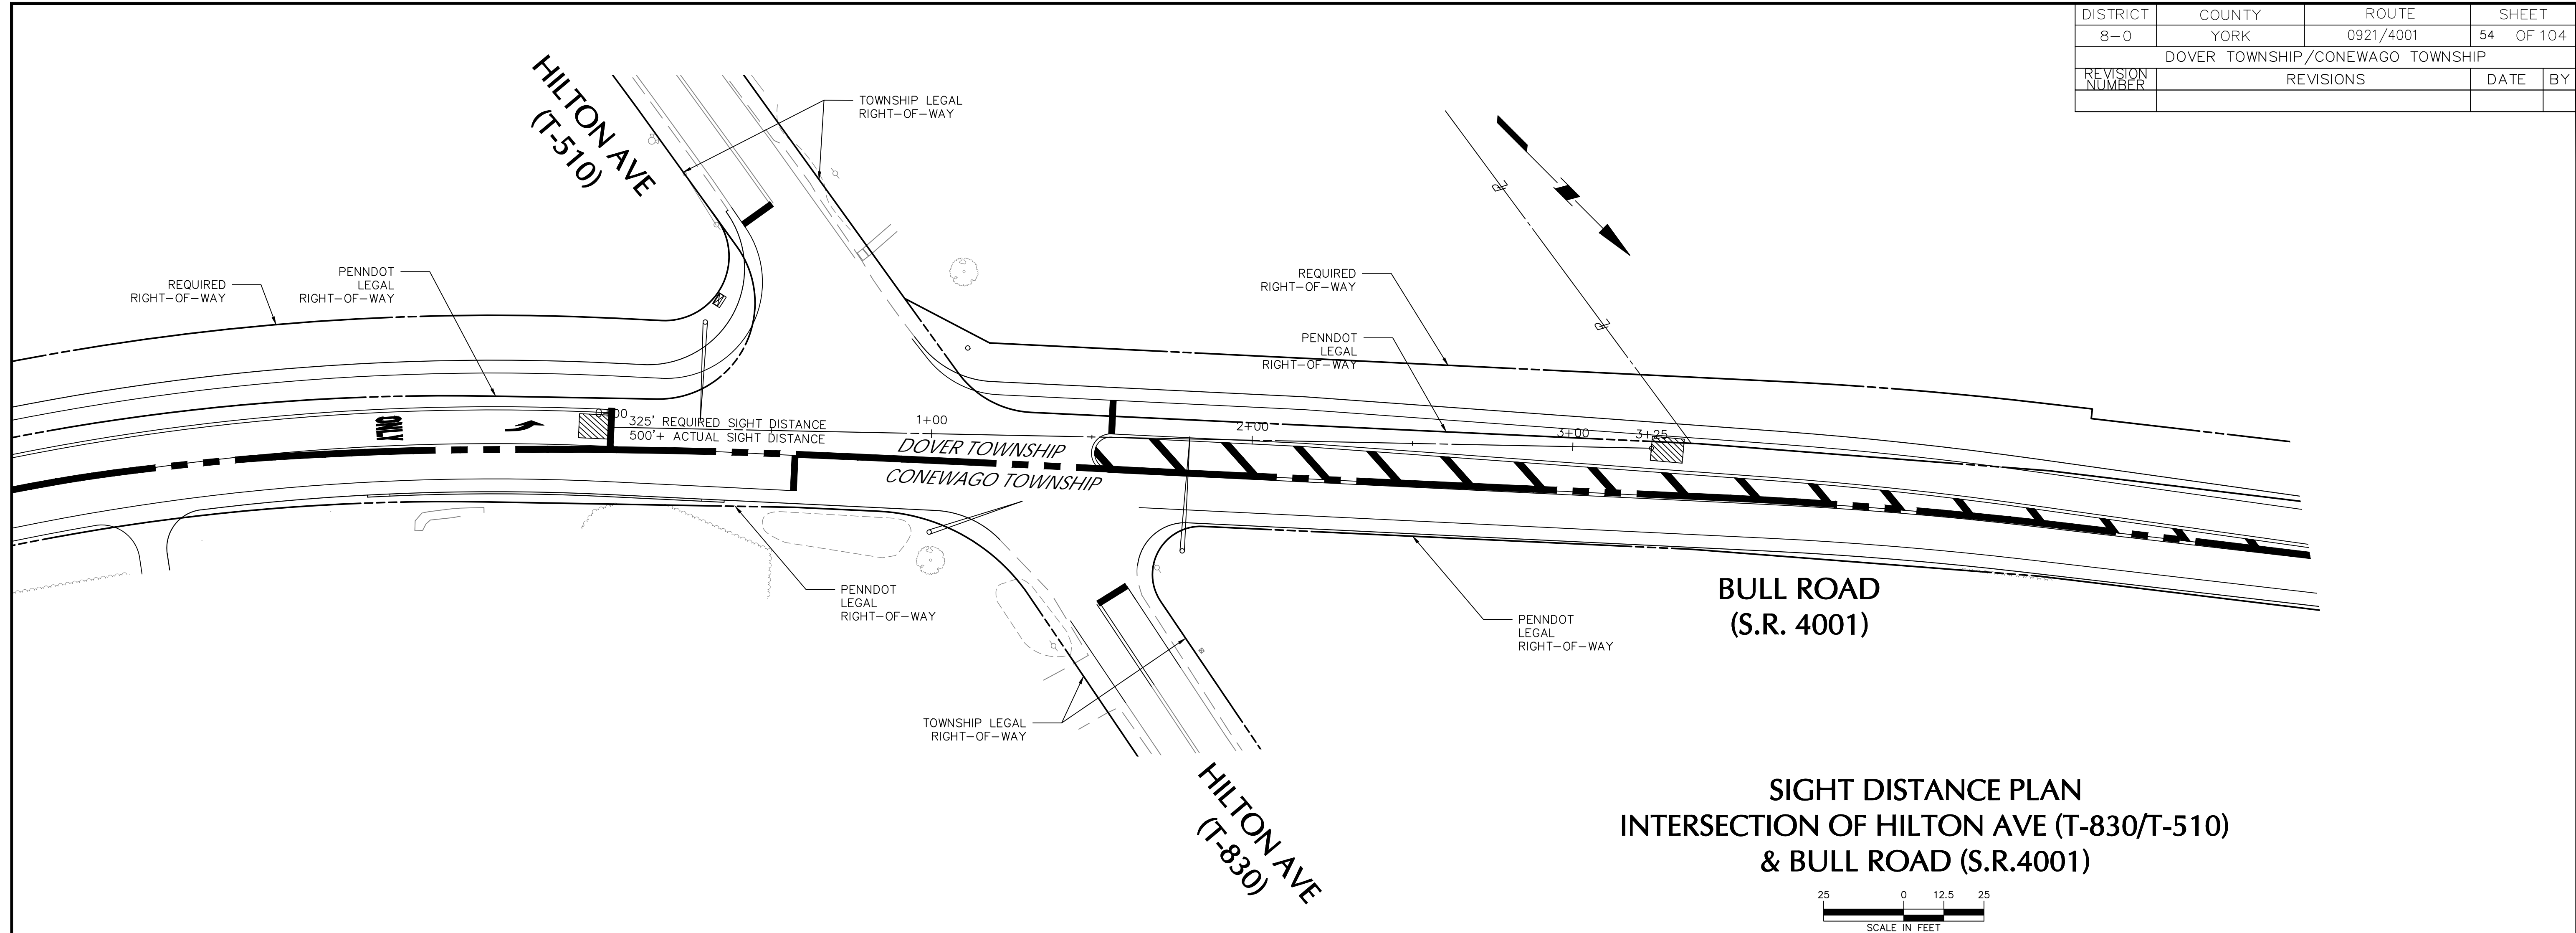 DISTRICT COUNTY ROUTE SHEET
8-0 YORK 0921/4001 54 OF 104
DOVER TOWNSHIP/CONEWAGO TOWNSHIP
REVISION NUMBER REVISIONS DATE BY
HILTON AVE
(T-510)
TOWNSHIP LEGAL
RIGHT-OF-WAY
REQUIRED
RIGHT-OF-WAY
PENNDOT
LEGAL
RIGHT-OF-WAY
N
REQUIRED
RIGHT-OF-WAY
PENNDOT
LEGAL
RIGHT-OF-WAY
PL
PL
ONLY
0+00
325' REQUIRED SIGHT DISTANCE
500'+ ACTUAL SIGHT DISTANCE
1+00
2+00
3+00
3+25
DOVER TOWNSHIP
CONEWAGO TOWNSHIP
PENNDOT
LEGAL
RIGHT-OF-WAY
BULL ROAD
(S.R. 4001)
PENNDOT
LEGAL
RIGHT-OF-WAY
TOWNSHIP LEGAL
RIGHT-OF-WAY
HILTON AVE
(T-830)
SIGHT DISTANCE PLAN
INTERSECTION OF HILTON AVE (T-830/T-510)
& BULL ROAD (S.R.4001)
25 0 12.5 25
SCALE IN FEET